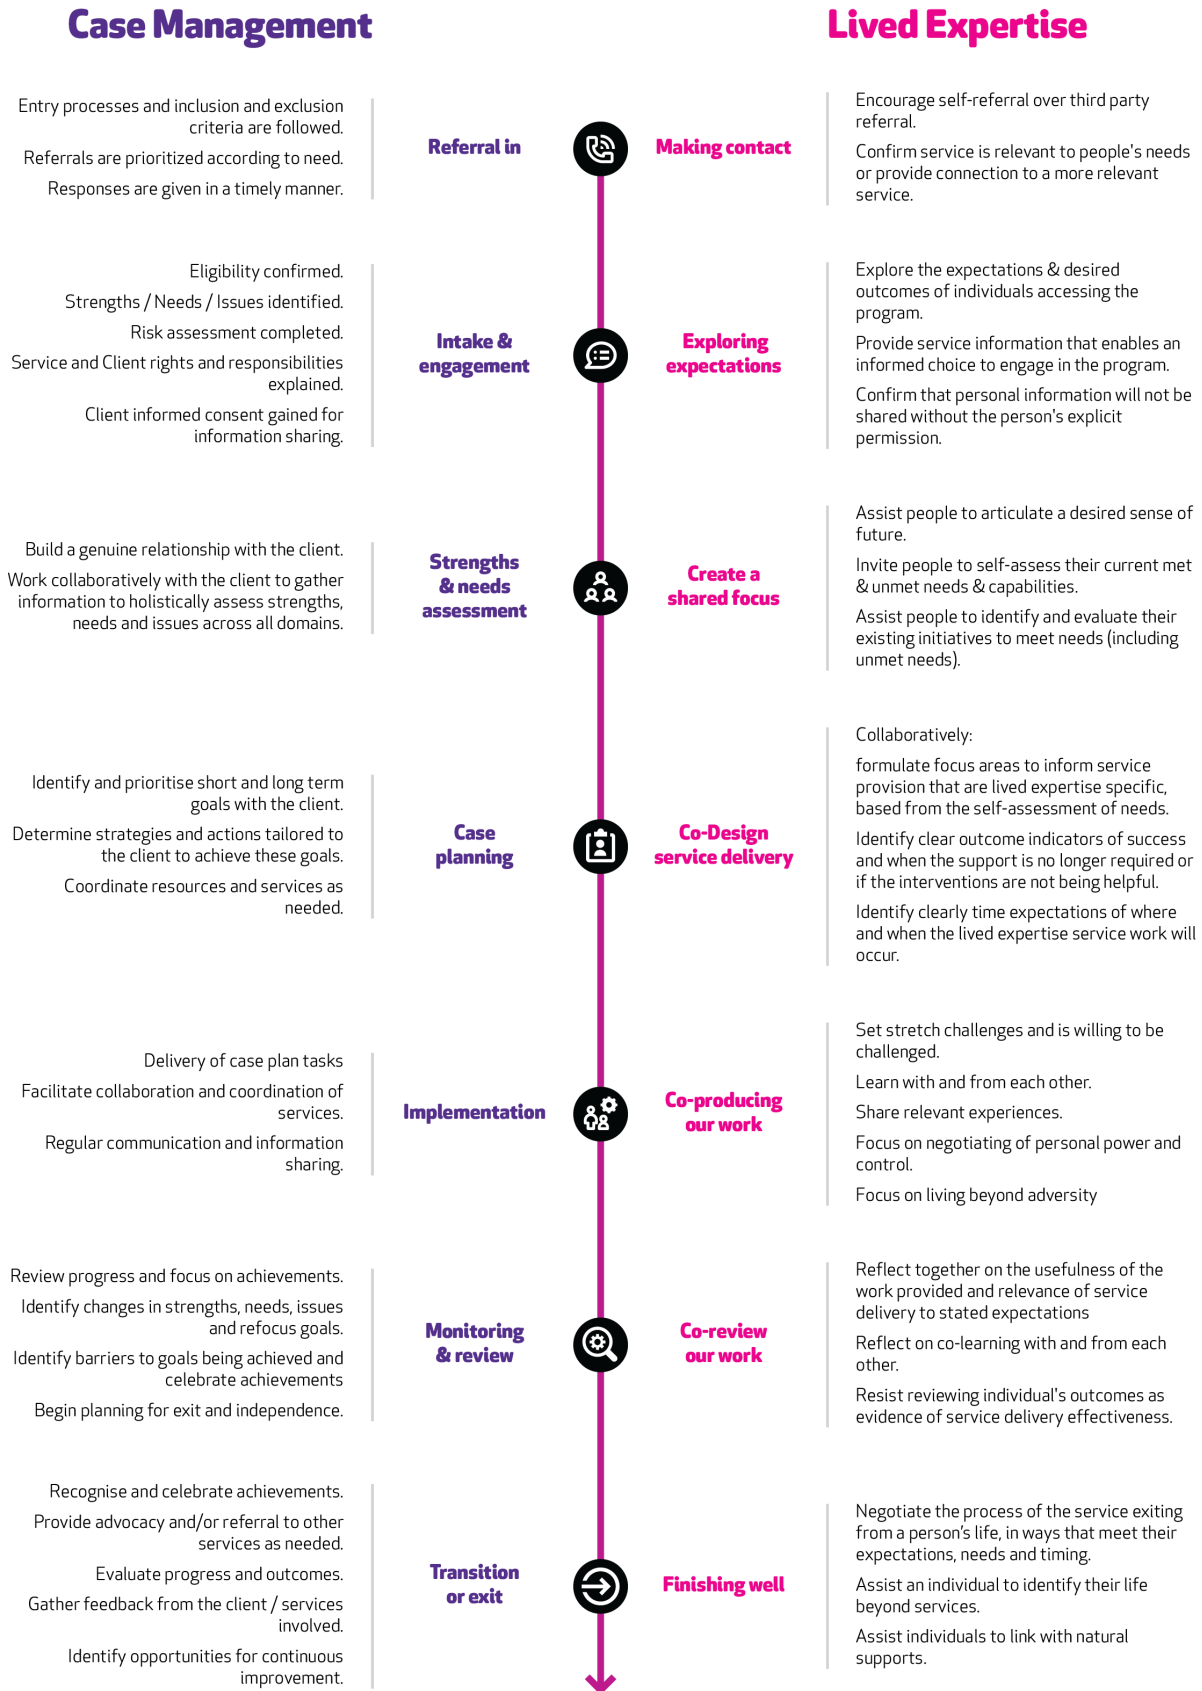 Case Management
Lived Expertise
Entry processes and inclusion and exclusion
criteria are followed.
Referrals are prioritized according to need.
Responses are given in a timely manner.
Referral in
Making contact
Encourage self-referral over third party
referral.
Confirm service is relevant to people's needs
or provide connection to a more relevant
service.
Eligibility confirmed.
Strengths / Needs / Issues identified.
Risk assessment completed.
Service and Client rights and responsibilities
explained.
Client informed consent gained for
information sharing.
Intake &
engagement
Exploring
expectations
Explore the expectations & desired
outcomes of individuals accessing the
program.
Provide service information that enables an
informed choice to engage in the program.
Confirm that personal information will not be
shared without the person's explicit
permission.
Build a genuine relationship with the client.
Work collaboratively with the client to gather
information to holistically assess strengths,
needs and issues across all domains.
Strengths
& needs
assessment
Create a
shared focus
Assist people to articulate a desired sense of
future.
Invite people to self-assess their current met
& unmet needs & capabilities.
Assist people to identify and evaluate their
existing initiatives to meet needs (including
unmet needs).
Identify and prioritise short and long term
goals with the client.
Determine strategies and actions tailored to
the client to achieve these goals.
Coordinate resources and services as
needed.
Case
planning
Co-Design
service delivery
Collaboratively:
formulate focus areas to inform service
provision that are lived expertise specific,
based from the self-assessment of needs.
Identify clear outcome indicators of success
and when the support is no longer required or
if the interventions are not being helpful.
Identify clearly time expectations of where
and when the lived expertise service work will
occur.
Delivery of case plan tasks
Facilitate collaboration and coordination of
services.
Regular communication and information
sharing.
Implementation
Co-producing
our work
Set stretch challenges and is willing to be
challenged.
Learn with and from each other.
Share relevant experiences.
Focus on negotiating of personal power and
control.
Focus on living beyond adversity
Review progress and focus on achievements.
Identify changes in strengths, needs, issues
and refocus goals.
Identify barriers to goals being achieved and
celebrate achievements
Begin planning for exit and independence.
Monitoring
& review
Co-review
our work
Reflect together on the usefulness of the
work provided and relevance of service
delivery to stated expectations
Reflect on co-learning with and from each
other.
Resist reviewing individual's outcomes as
evidence of service delivery effectiveness.
Recognise and celebrate achievements.
Provide advocacy and/or referral to other
services as needed.
Evaluate progress and outcomes.
Gather feedback from the client / services
involved.
Identify opportunities for continuous
improvement.
Transition
or exit
Finishing well
Negotiate the process of the service exiting
from a person’s life, in ways that meet their
expectations, needs and timing.
Assist an individual to identify their life
beyond services.
Assist individuals to link with natural
supports.